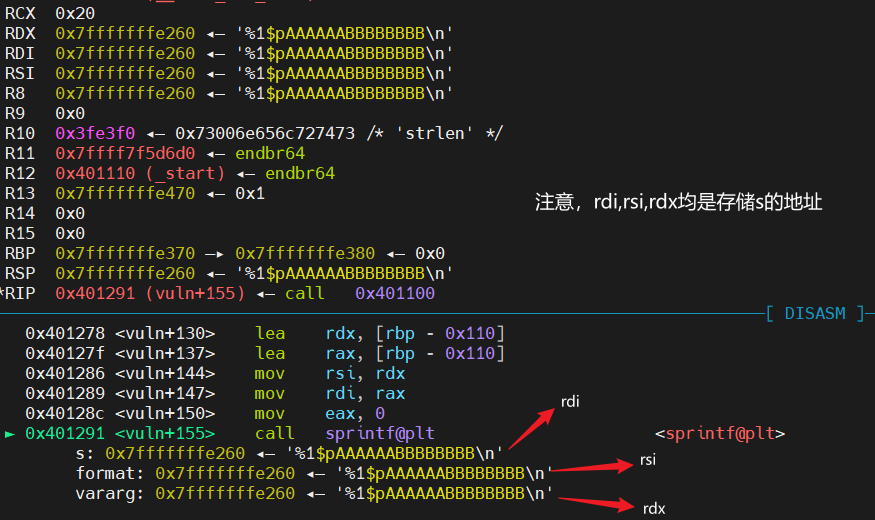 RCX  0x20
RDX  0x7fffffffe260 ◂— '%1$pAAAAAABBBBBBBB\n'
RDI  0x7fffffffe260 ◂— '%1$pAAAAAABBBBBBBB\n'
RSI  0x7fffffffe260 ◂— '%1$pAAAAAABBBBBBBB\n'
R8   0x7fffffffe260 ◂— '%1$pAAAAAABBBBBBBB\n'
R9   0x0
R10  0x3fe3f0 ◂— 0x73006e656c727473 /* 'strlen' */
R11  0x7ffff7f5d6d0 ◂— endbr64
R12  0x401110 (_start) ◂— endbr64
R13  0x7fffffffe470 ◂— 0x1
注意，rdi,rsi,rdx均是存储s的地址
R14  0x0
R15  0x0
RBP  0x7fffffffe370 —▸ 0x7fffffffe380 ◂— 0x0
RSP  0x7fffffffe260 ◂— '%1$pAAAAAABBBBBBBB\n'
*RIP  0x401291 (vuln+155) ◂— call   0x401100
[ DISASM ]
0x401278 <vuln+130>    lea    rdx, [rbp - 0x110]
0x40127f <vuln+137>    lea    rax, [rbp - 0x110]
0x401286 <vuln+144>    mov    rsi, rdx
0x401289 <vuln+147>    mov    rdi, rax
0x40128c <vuln+150>    mov    eax, 0
rdi
► 0x401291 <vuln+155>    call   sprintf@plt                <sprintf@plt>
s: 0x7fffffffe260 ◂— '%1$pAAAAAABBBBBBBB\n'
rsi
format: 0x7fffffffe260 ◂— '%1$pAAAAAABBBBBBBB\n'
vararg: 0x7fffffffe260 ◂— '%1$pAAAAAABBBBBBBB\n'
rdx